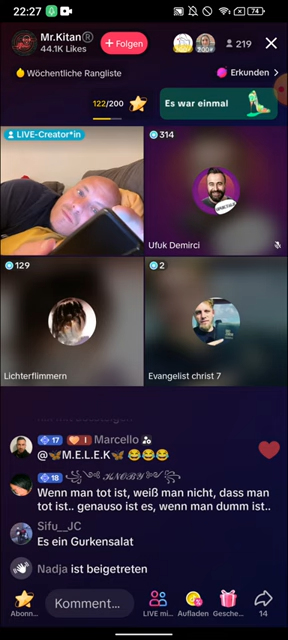 22:27
74
Mr.Kitan®
44.1K Likes
+ Folgen
200+
219
Wöchentliche Rangliste
Erkunden >
122/200
Es war einmal
LIVE-Creator*in
314
Ufuk Demirci
129
Lichterflimmern
2
Evangelist christ 7
17 I Marcello
@🦋M.E.L.E.K🦋😂😂😂
18 KNOBY
Wenn man tot ist, weiß man nicht, dass man
tot ist.. genauso ist es, wenn man dumm ist..
Sifu__JC
Es ein Gurkensalat
Nadja ist beigetreten
Komment...
Abonn...
LIVE mi...
Aufladen
Gesche...
14